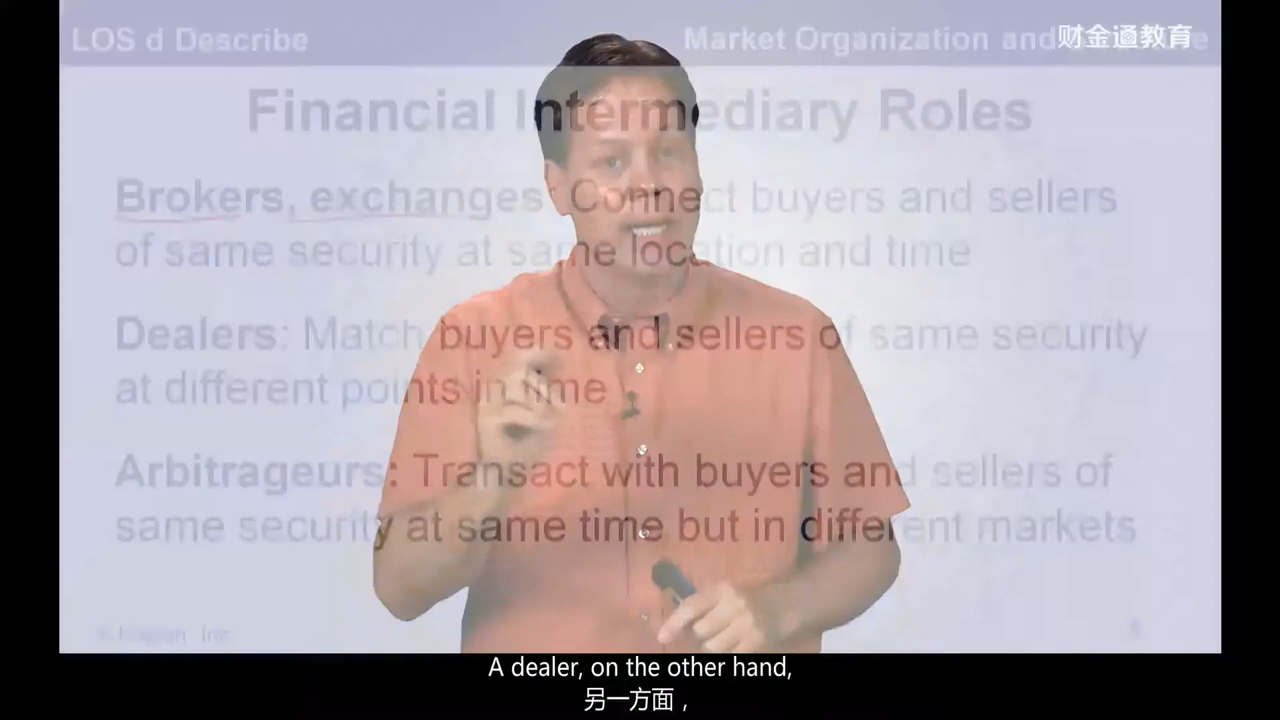 LOS d Describe
Market Organization and
财金通教育
Financial Intermediary Roles
Brokers, exchanges: Connect buyers and sellers
of same security at same location and time
Dealers: Match buyers and sellers of same security
at different points in time
Arbitrageurs: Transact with buyers and sellers of
same security at same time but in different markets
A dealer, on the other hand,
另一方面，